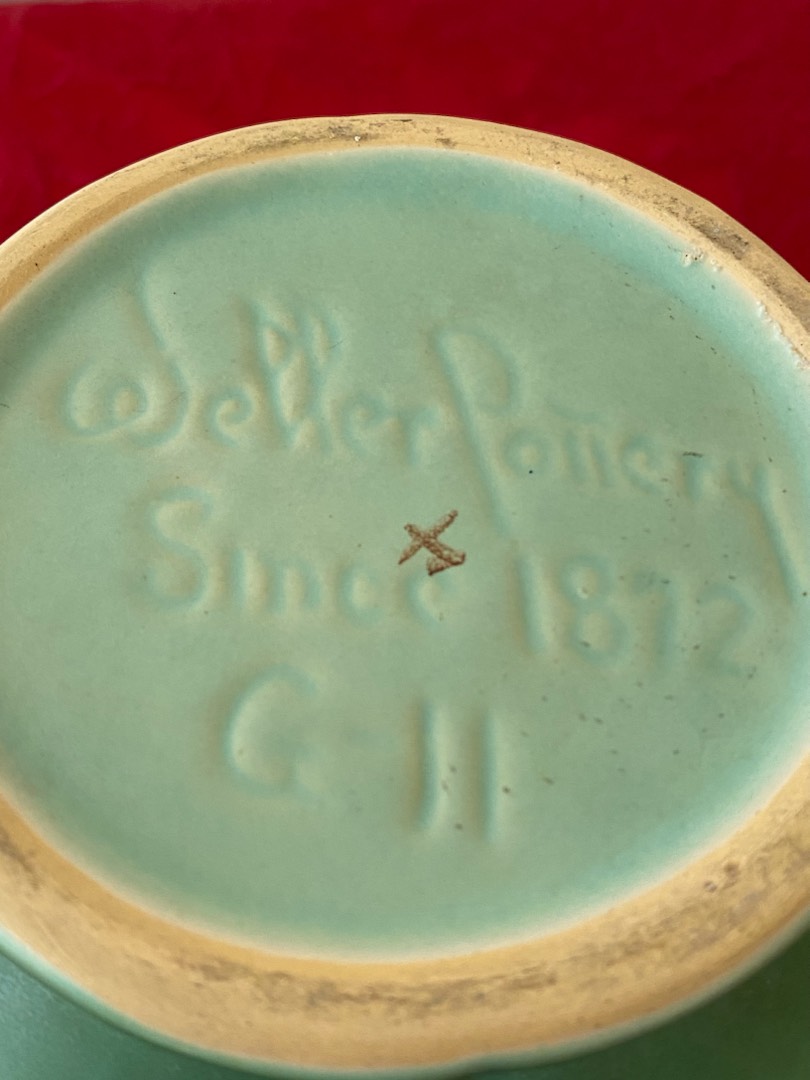 Weller Pottery
Since 1872
G 11